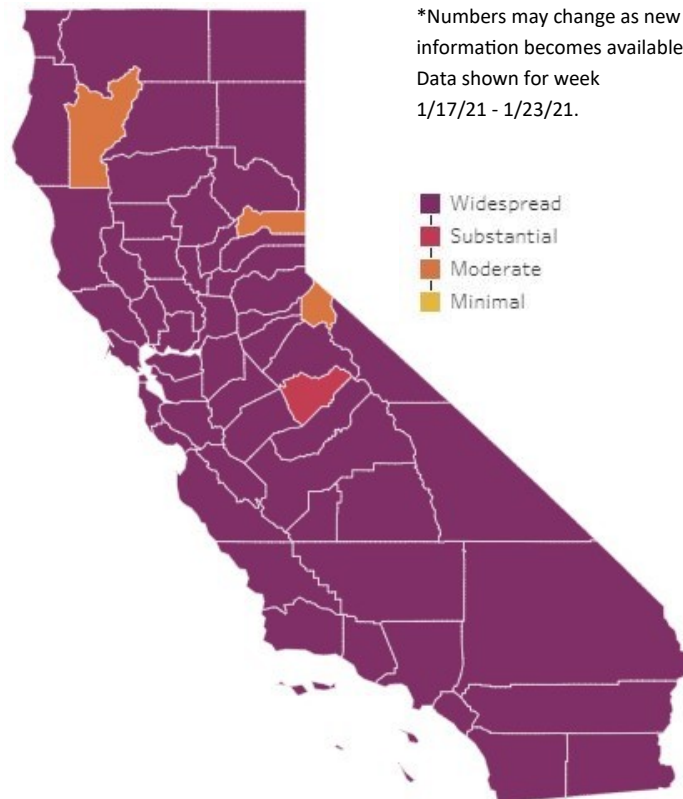 *Numbers may change as new
information becomes available
Data shown for week
1/17/21 - 1/23/21.
Widespread
Substantial
Moderate
Minimal